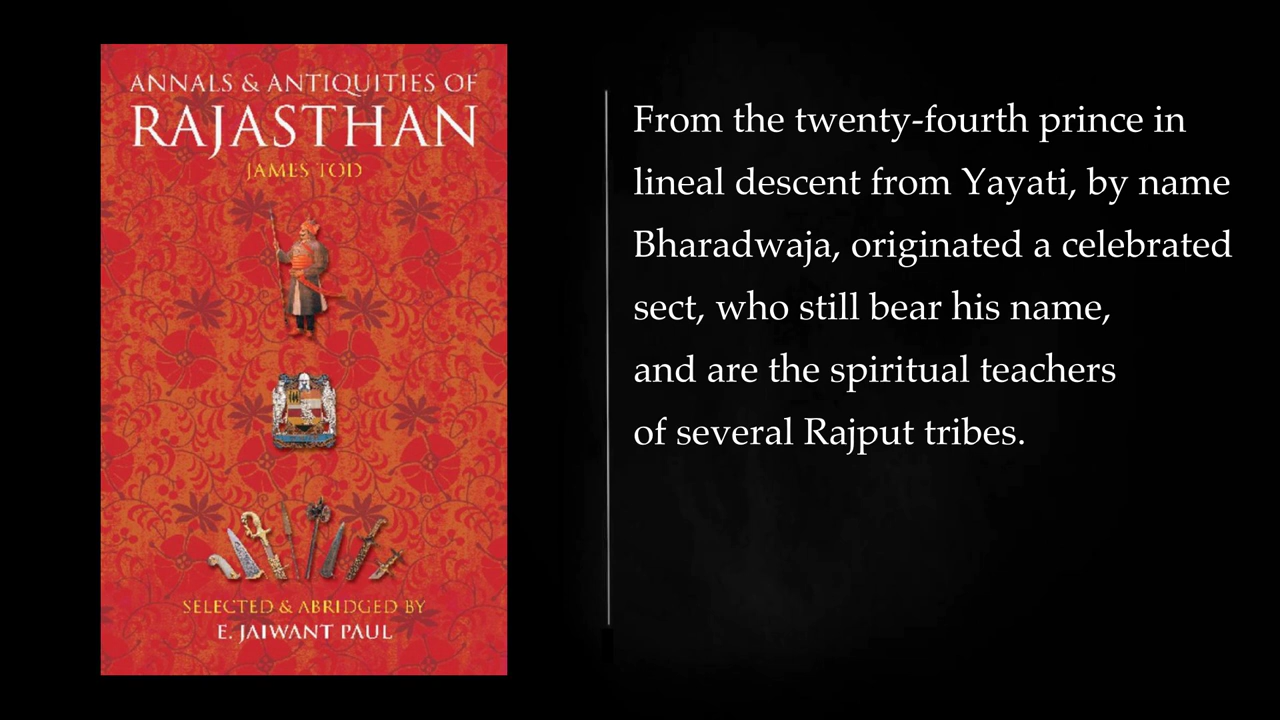 ANNALS & ANTIQUITIES OF
RAJASTHAN
JAMES TOD
SELECTED & ABRIDGED BY
E. JAIWANT PAUL
From the twenty-fourth prince in
lineal descent from Yayati, by name
Bharadwaja, originated a celebrated
sect, who still bear his name,
and are the spiritual teachers
of several Rajput tribes.